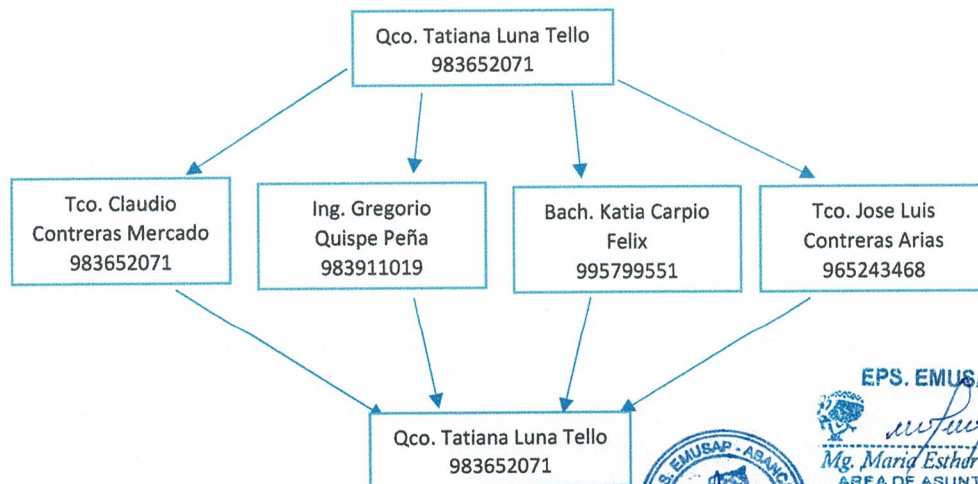 Qco. Tatiana Luna Tello
983652071
Tco. Claudio
Contreras Mercado
983652071
Ing. Gregorio
Quispe Peña
983911019
Bach. Katia Carpio
Felix
995799551
Tco. Jose Luis
Contreras Arias
965243468
Qco. Tatiana Luna Tello
983652071
EPS. EMUSA
Mg. Maria Esther
AREA DE ASUNT
S. EMUSAP - ABANC